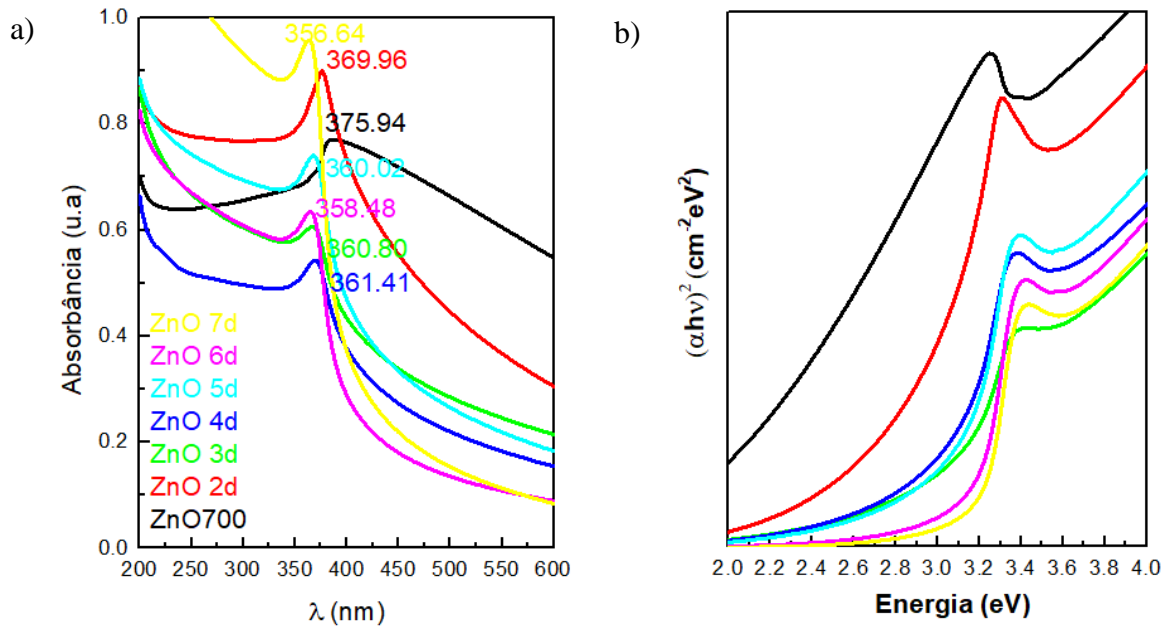 a)
Absorbância (u.a)
1.0
0.8
0.6
0.4
0.2
0.0
356.64
369.96
375.94
360.02
358.48
360.80
361.41
ZnO 7d
ZnO 6d
ZnO 5d
ZnO 4d
ZnO 3d
ZnO 2d
ZnO700
200 250 300 350 400 450 500 550 600
λ (nm)
b)
(αhν)² (cm⁻²eV²)
2.0 2.2 2.4 2.6 2.8 3.0 3.2 3.4 3.6 3.8 4.0
Energia (eV)